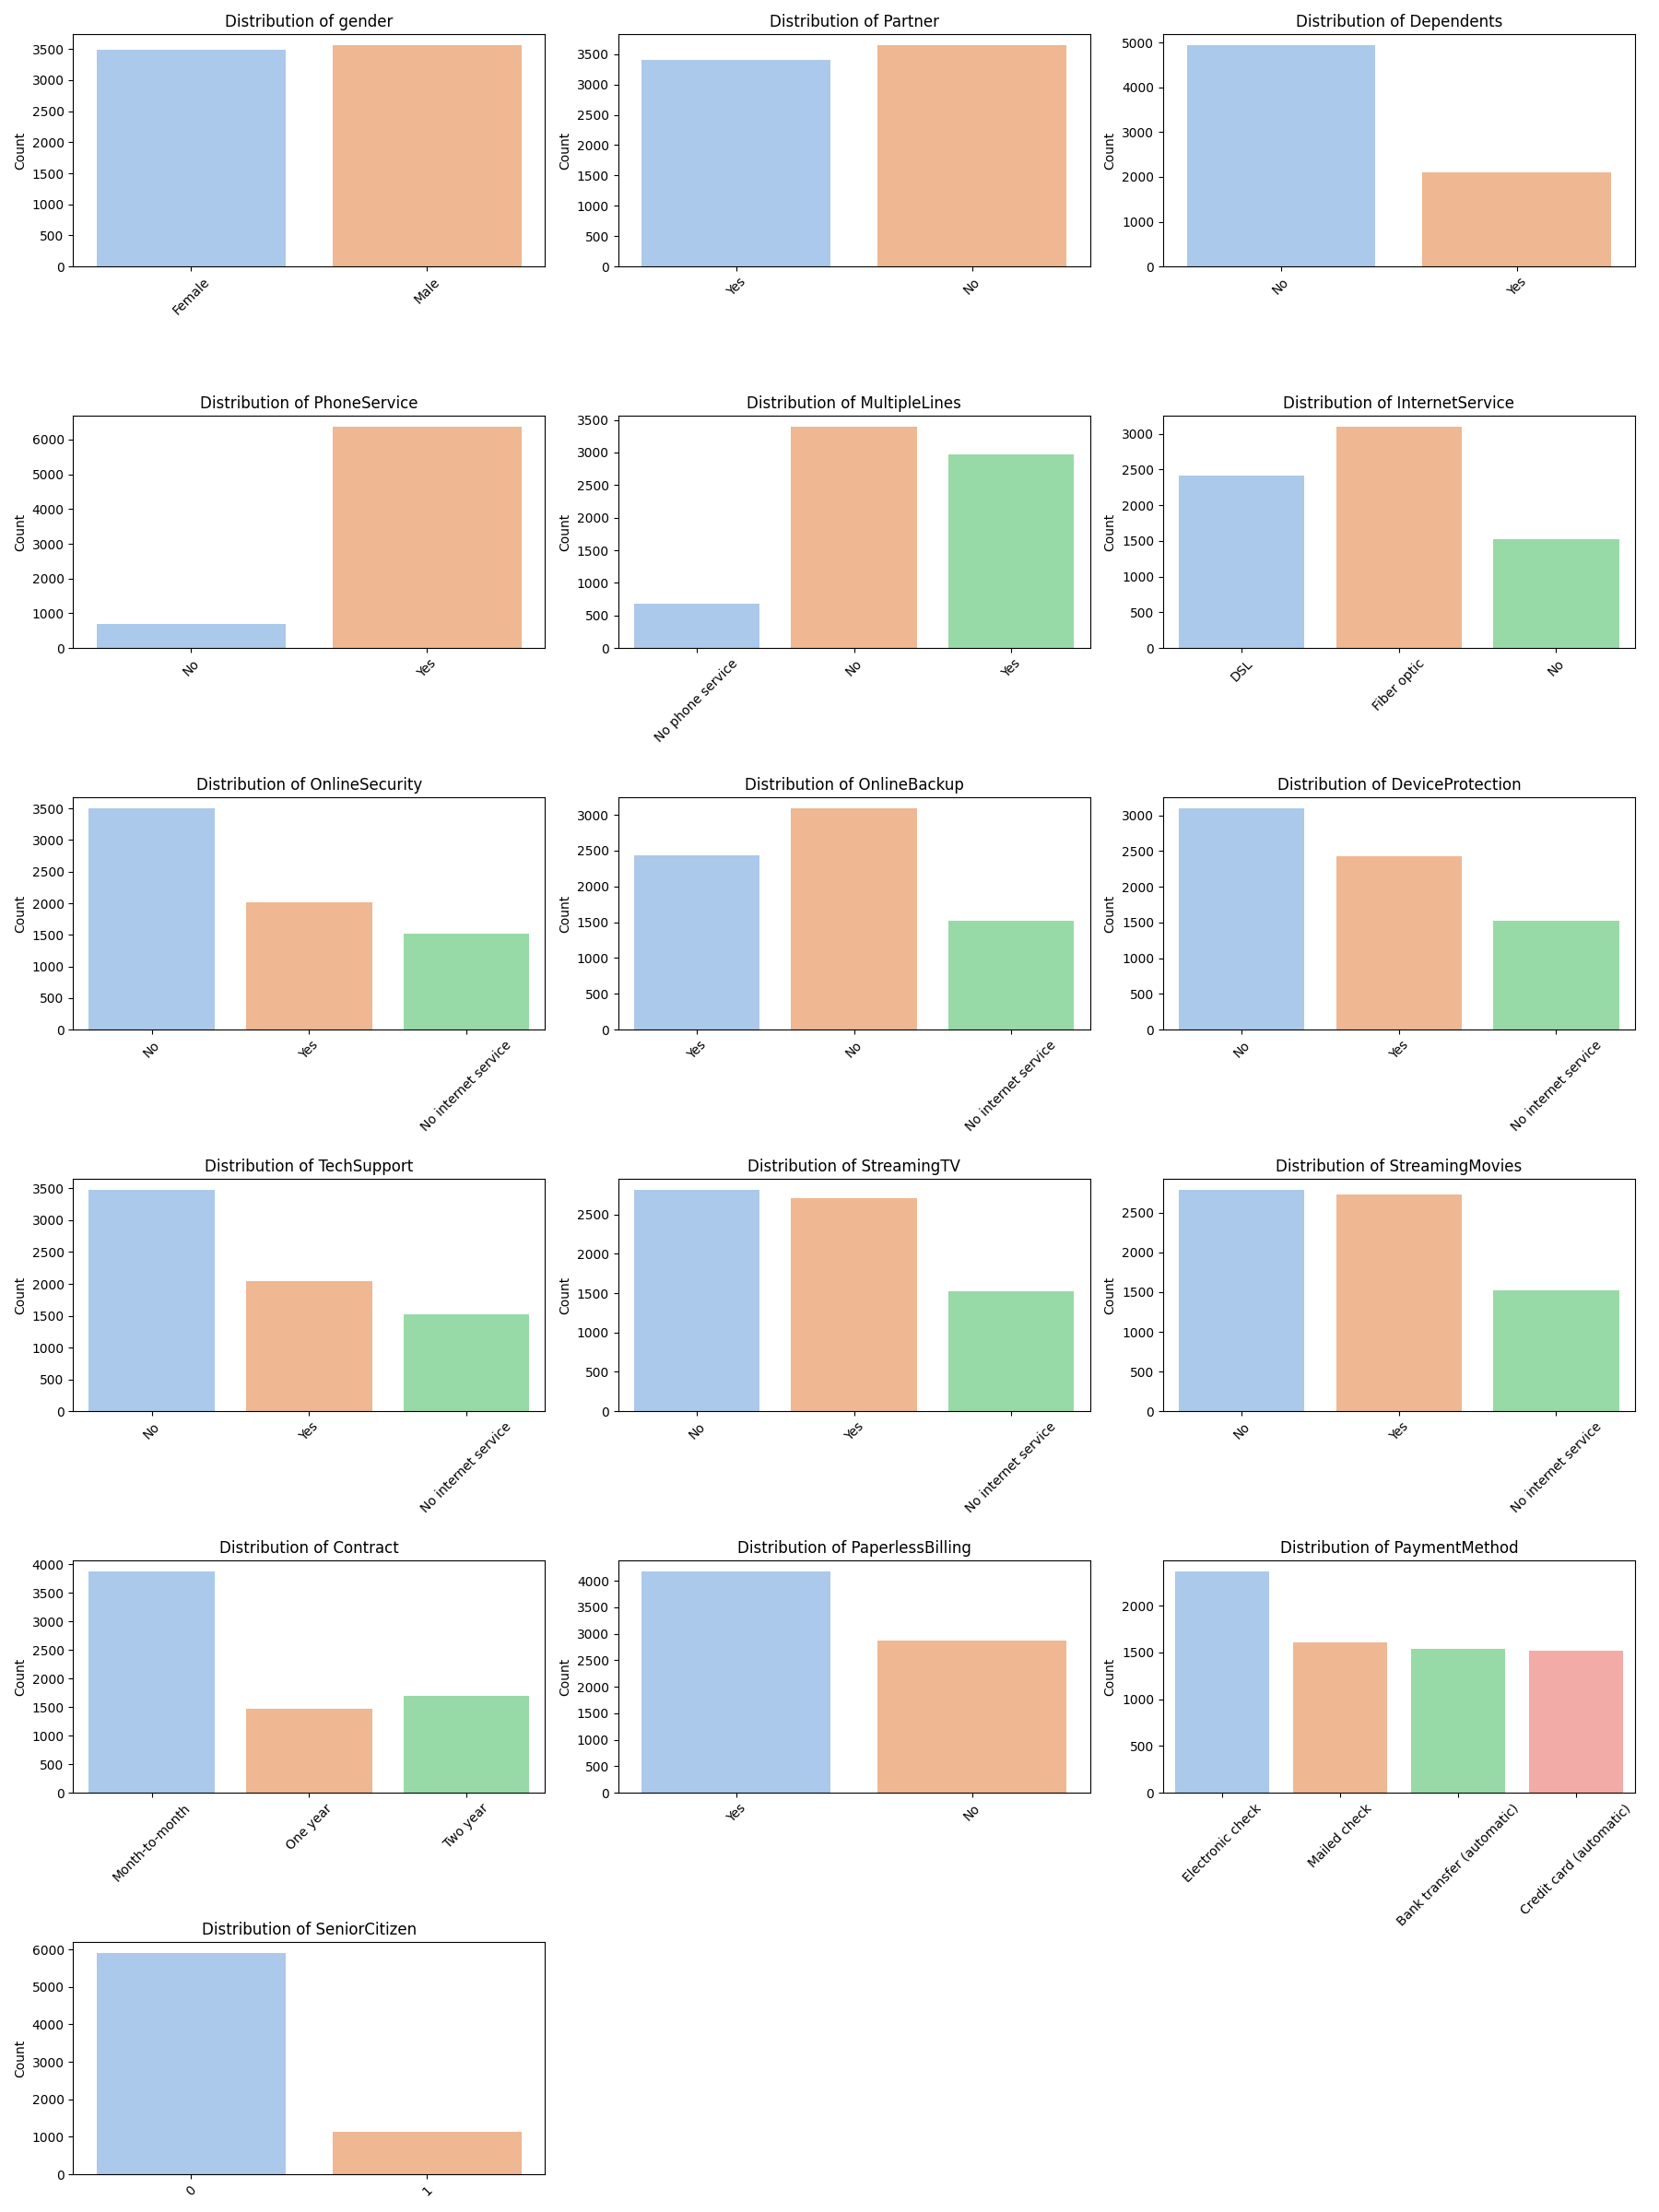 Distribution of gender
Count
3500
3000
2500
2000
1500
1000
500
0
Female
Male
Distribution of Partner
Count
3500
3000
2500
2000
1500
1000
500
0
Yes
No
Distribution of Dependents
Count
5000
4000
3000
2000
1000
0
No
Yes
Distribution of PhoneService
Count
6000
5000
4000
3000
2000
1000
0
No
Yes
Distribution of MultipleLines
Count
3500
3000
2500
2000
1500
1000
500
0
No phone service
No
Yes
Distribution of InternetService
Count
3000
2500
2000
1500
1000
500
0
DSL
Fiber optic
No
Distribution of OnlineSecurity
Count
3500
3000
2500
2000
1500
1000
500
0
No
Yes
No internet service
Distribution of OnlineBackup
Count
3000
2500
2000
1500
1000
500
0
Yes
No
No internet service
Distribution of DeviceProtection
Count
3000
2500
2000
1500
1000
500
0
No
Yes
No internet service
Distribution of TechSupport
Count
3500
3000
2500
2000
1500
1000
500
0
No
Yes
No internet service
Distribution of StreamingTV
Count
2500
2000
1500
1000
500
0
No
Yes
No internet service
Distribution of StreamingMovies
Count
2500
2000
1500
1000
500
0
No
Yes
No internet service
Distribution of Contract
Count
4000
3500
3000
2500
2000
1500
1000
500
0
Month-to-month
One year
Two year
Distribution of PaperlessBilling
Count
4000
3500
3000
2500
2000
1500
1000
500
0
Yes
No
Distribution of PaymentMethod
Count
2000
1500
1000
500
0
Electronic check
Mailed check
Bank transfer (automatic)
Credit card (automatic)
Distribution of SeniorCitizen
Count
6000
5000
4000
3000
2000
1000
0
0
1